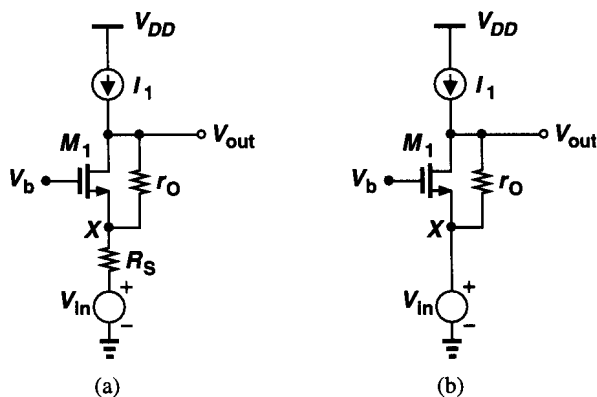 V_DD
I_1
M_1
V_out
V_b
r_O
X
R_S
V_in
+
−
(a)
V_DD
I_1
M_1
V_out
V_b
r_O
X
V_in
+
−
(b)